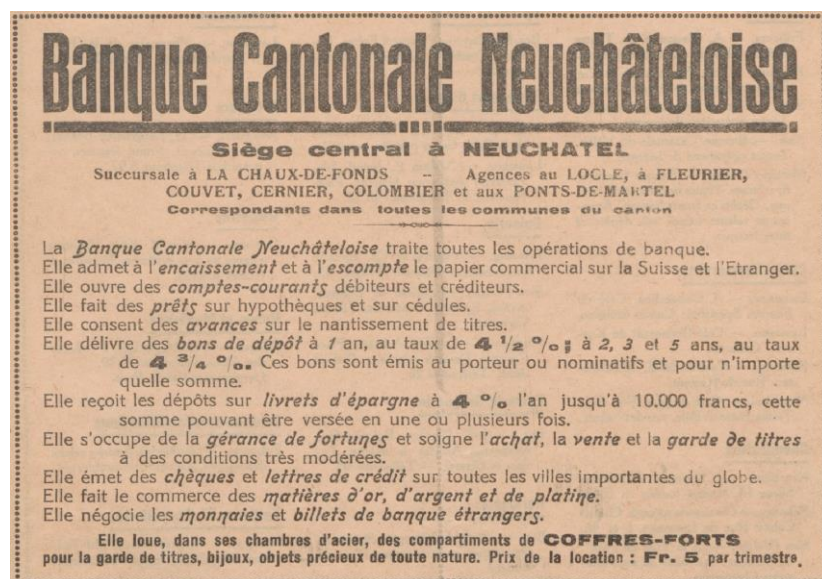 Banque Cantonale Neuchâteloise
Siège central à NEUCHATEL
Succursale à LA CHAUX-DE-FONDS -- Agences au LOCLE, à FLEURIER,
COUVET, CERNIER, COLOMBIER et aux PONTS-DE-MARTEL
Correspondants dans toutes les communes du canton
La Banque Cantonale Neuchâteloise traite toutes les opérations de banque.
Elle admet à l'encaissement et à l'escompte le papier commercial sur la Suisse et l'Etranger.
Elle ouvre des comptes-courants débiteurs et créditeurs.
Elle fait des prêts sur hypothèques et sur cédules.
Elle consent des avances sur le nantissement de titres.
Elle délivre des bons de dépôt à 1 an, au taux de 4 1/2 %; à 2, 3 et 5 ans, au taux
de 4 3/4 %. Ces bons sont émis au porteur ou nominatifs et pour n'importe
quelle somme.
Elle reçoit les dépôts sur livrets d'épargne à 4 % l'an jusqu'à 10.000 francs, cette
somme pouvant être versée en une ou plusieurs fois.
Elle s'occupe de la gérance de fortunes et soigne l'achat, la vente et la garde de titres
à des conditions très modérées.
Elle émet des chèques et lettres de crédit sur toutes les villes importantes du globe.
Elle fait le commerce des matières d'or, d'argent et de platine.
Elle négocie les monnaies et billets de banque étrangers.
Elle loue, dans ses chambres d'acier, des compartiments de COFFRES-FORTS
pour la garde de titres, bijoux, objets précieux de toute nature. Prix de la location : Fr. 5 par trimestre.